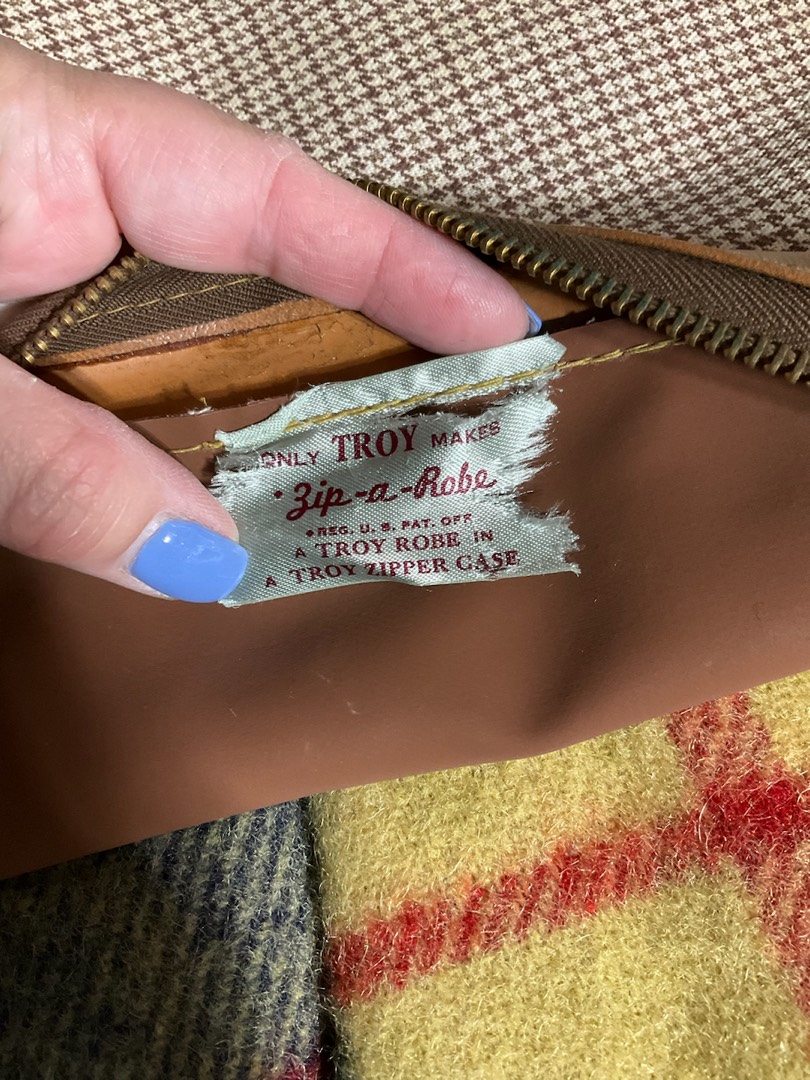 ONLY TROY MAKES
•Zip-a-Robe
•REG. U. S. PAT. OFF
A TROY ROBE IN
A TROY ZIPPER CASE